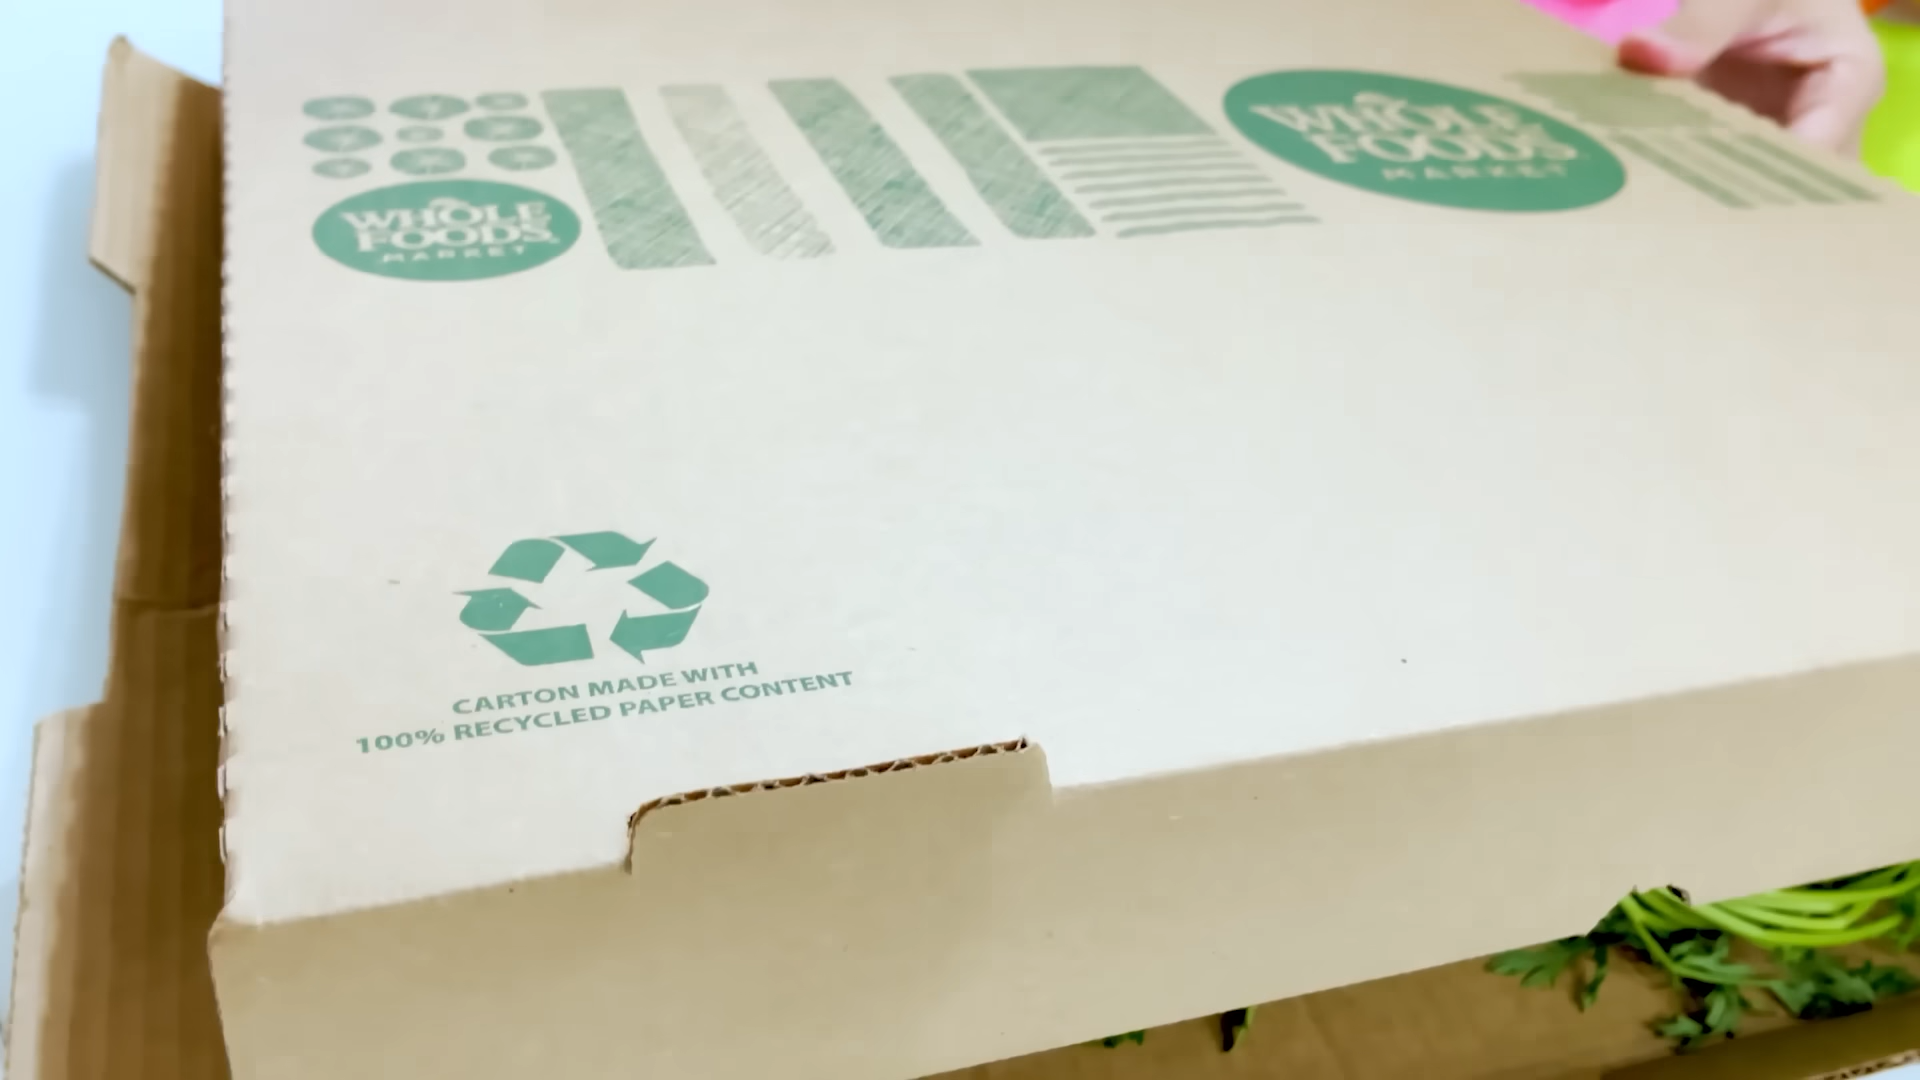 WHOLE
FOODS
MARKET
WHOLE
FOODS
MARKET
CARTON MADE WITH
100% RECYCLED PAPER CONTENT